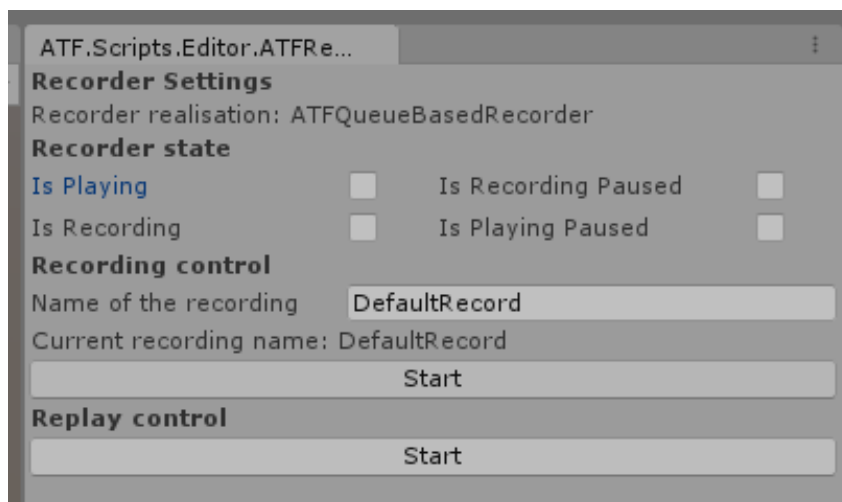 ATF.Scripts.Editor.ATFRe...
Recorder Settings
Recorder realisation: ATFQueueBasedRecorder
Recorder state
Is Playing Is Recording Paused
Is Recording Is Playing Paused
Recording control
Name of the recording DefaultRecord
Current recording name: DefaultRecord
Start
Replay control
Start